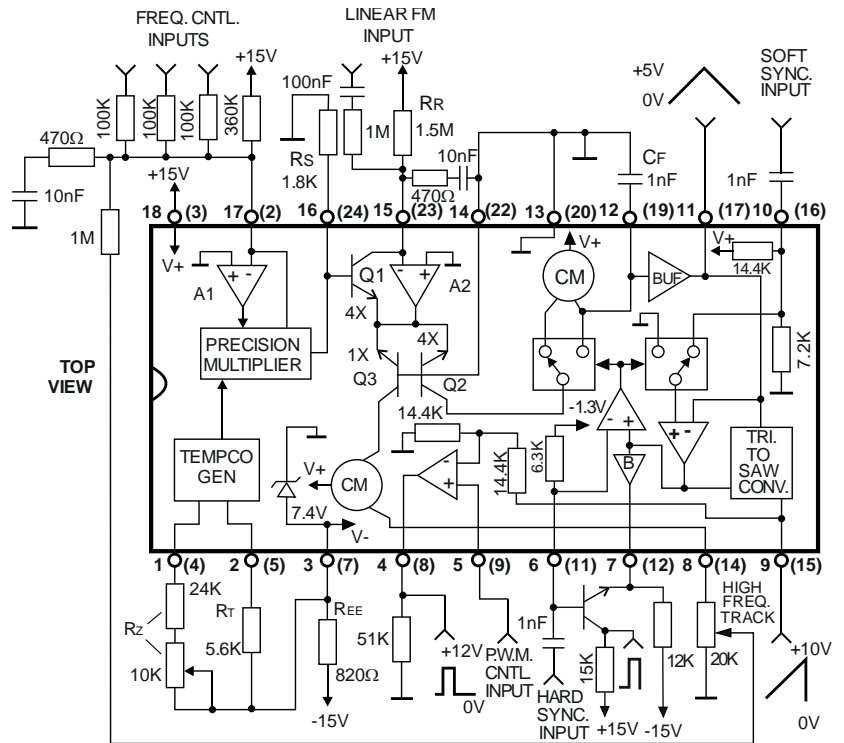 FREQ. CNTL.
INPUTS
LINEAR FM
INPUT
SOFT
SYNC.
INPUT
+15V
+15V
+5V
0V
100nF
100K
100K
100K
360K
1M
RR
1.5M
470Ω
10nF
470Ω
10nF
RS
1.8K
CF
1nF
1nF
+15V
1M
18 (3)
17 (2)
16 (24)
15 (23)
14 (22)
13 (20)
12 (19)
11 (17)
10 (16)
V+
A1
+ -
Q1
4X
- +
A2
V+
CM
BUF
V+
14.4K
7.2K
TOP
VIEW
PRECISION
MULTIPLIER
1X
Q3
4X
Q2
14.4K
-1.3V
- +
+ -
6.3K
B
TRI.
TO
SAW
CONV.
TEMPCO
GEN
V+
7.4V
CM
V-
-
+
14.4K
1 (4)
2 (5)
3 (7)
4 (8)
5 (9)
6 (11)
7 (12)
8 (14)
9 (15)
24K
RZ
10K
RT
5.6K
REE
820Ω
-15V
51K
+12V
0V
P.W.M.
CNTL
INPUT
1nF
HARD
SYNC.
INPUT
15K
+15V
12K
-15V
HIGH
FREQ.
TRACK
20K
+10V
0V